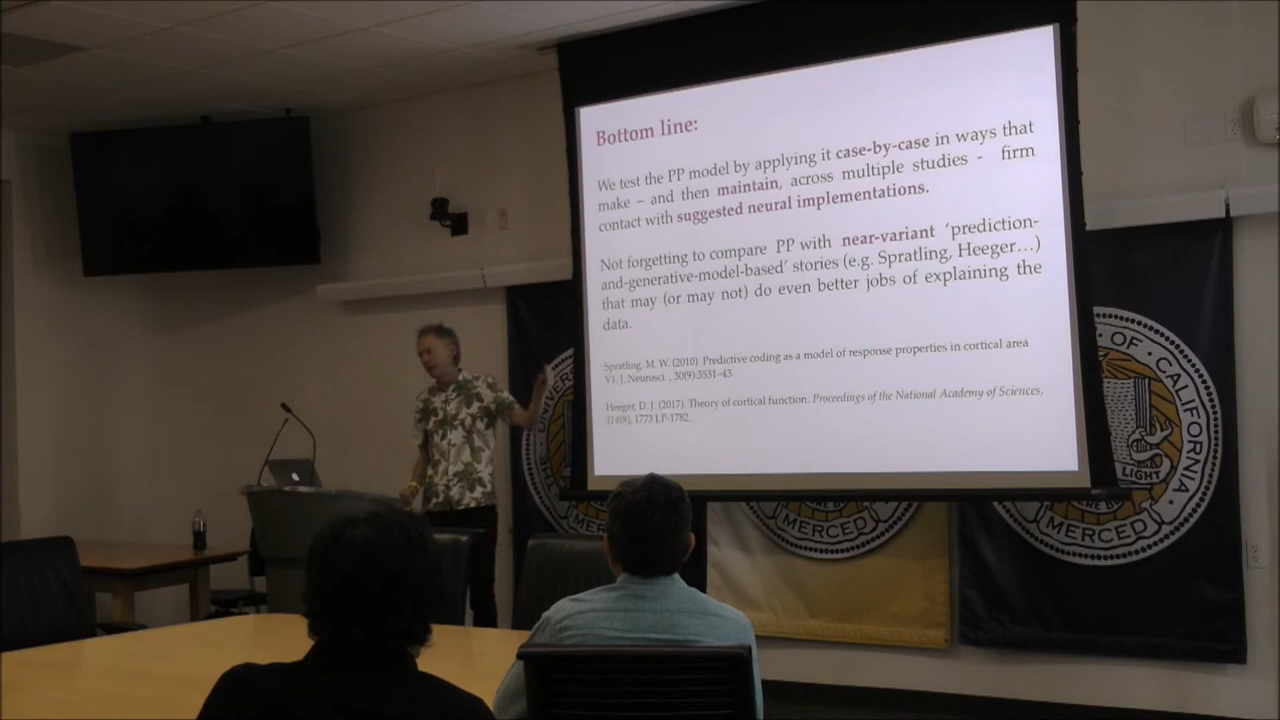 Bottom line:
We test the PP model by applying it case-by-case in ways that
make – and then maintain, across multiple studies - firm
contact with suggested neural implementations.
Not forgetting to compare PP with near-variant ‘prediction-
and-generative-model-based’ stories (e.g. Spratling, Heeger…)
that may (or may not) do even better jobs of explaining the
data.
Spratling, M. W. (2010). Predictive coding as a model of response properties in cortical area
V1. J. Neurosci., 30(9):3531–43.
Heeger, D. J. (2017). Theory of cortical function. Proceedings of the National Academy of Sciences,
114(8), 1773 LP-1782.
UNIVERS
OF · CALIFORNIA
LIGHT
MERCED
MERCED